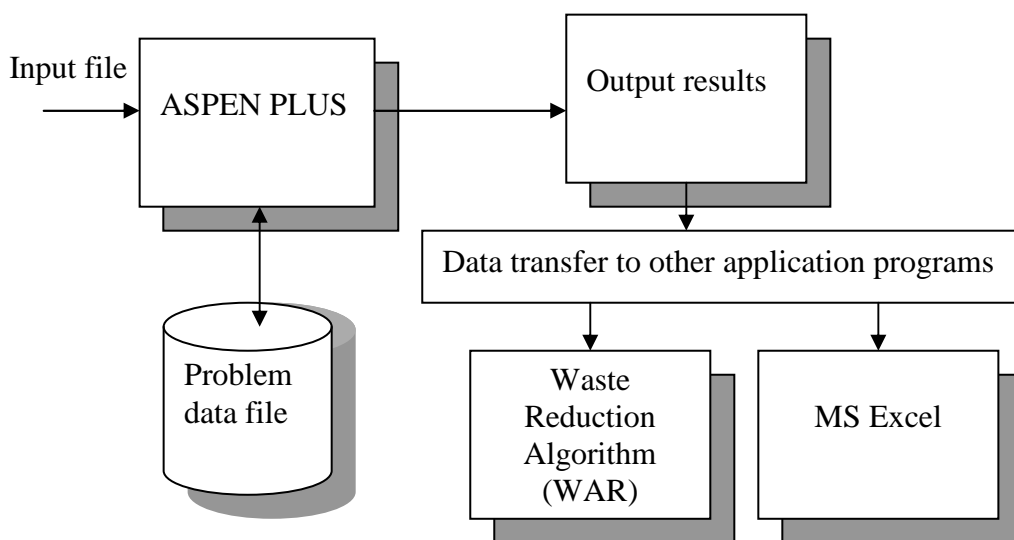 Input file
ASPEN PLUS
Output results
Data transfer to other application programs
Problem
data file
Waste
Reduction
Algorithm
(WAR)
MS Excel